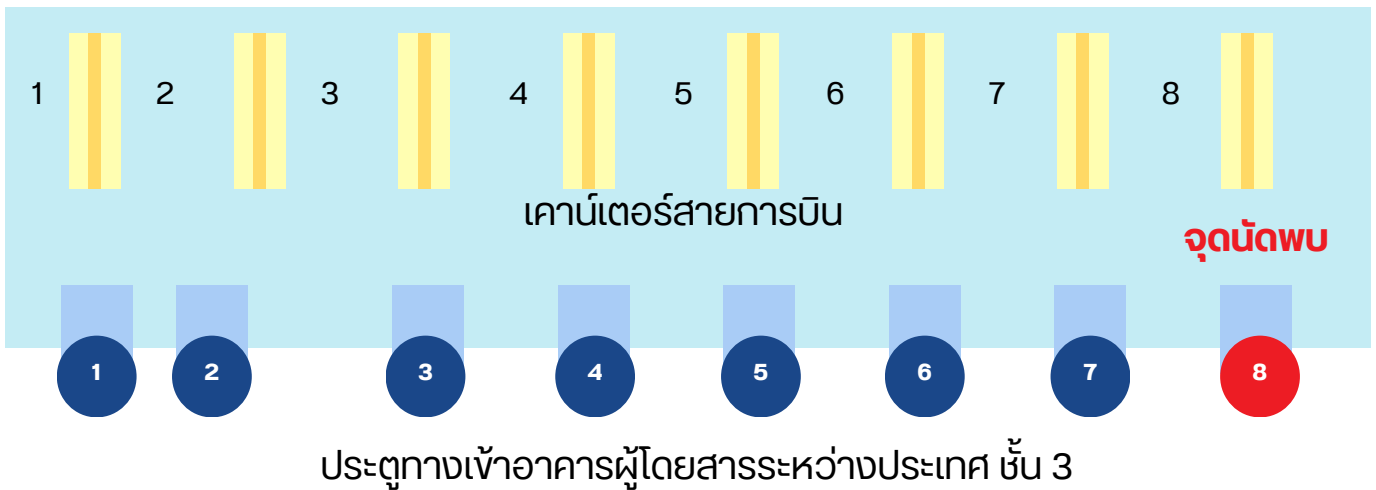 1 2 3 4 5 6 7 8
เคาน์เตอร์สายการบิน
จุดนัดพบ
1 2 3 4 5 6 7 8
ประตูทางเข้าอาคารผู้โดยสารระหว่างประเทศ ชั้น 3